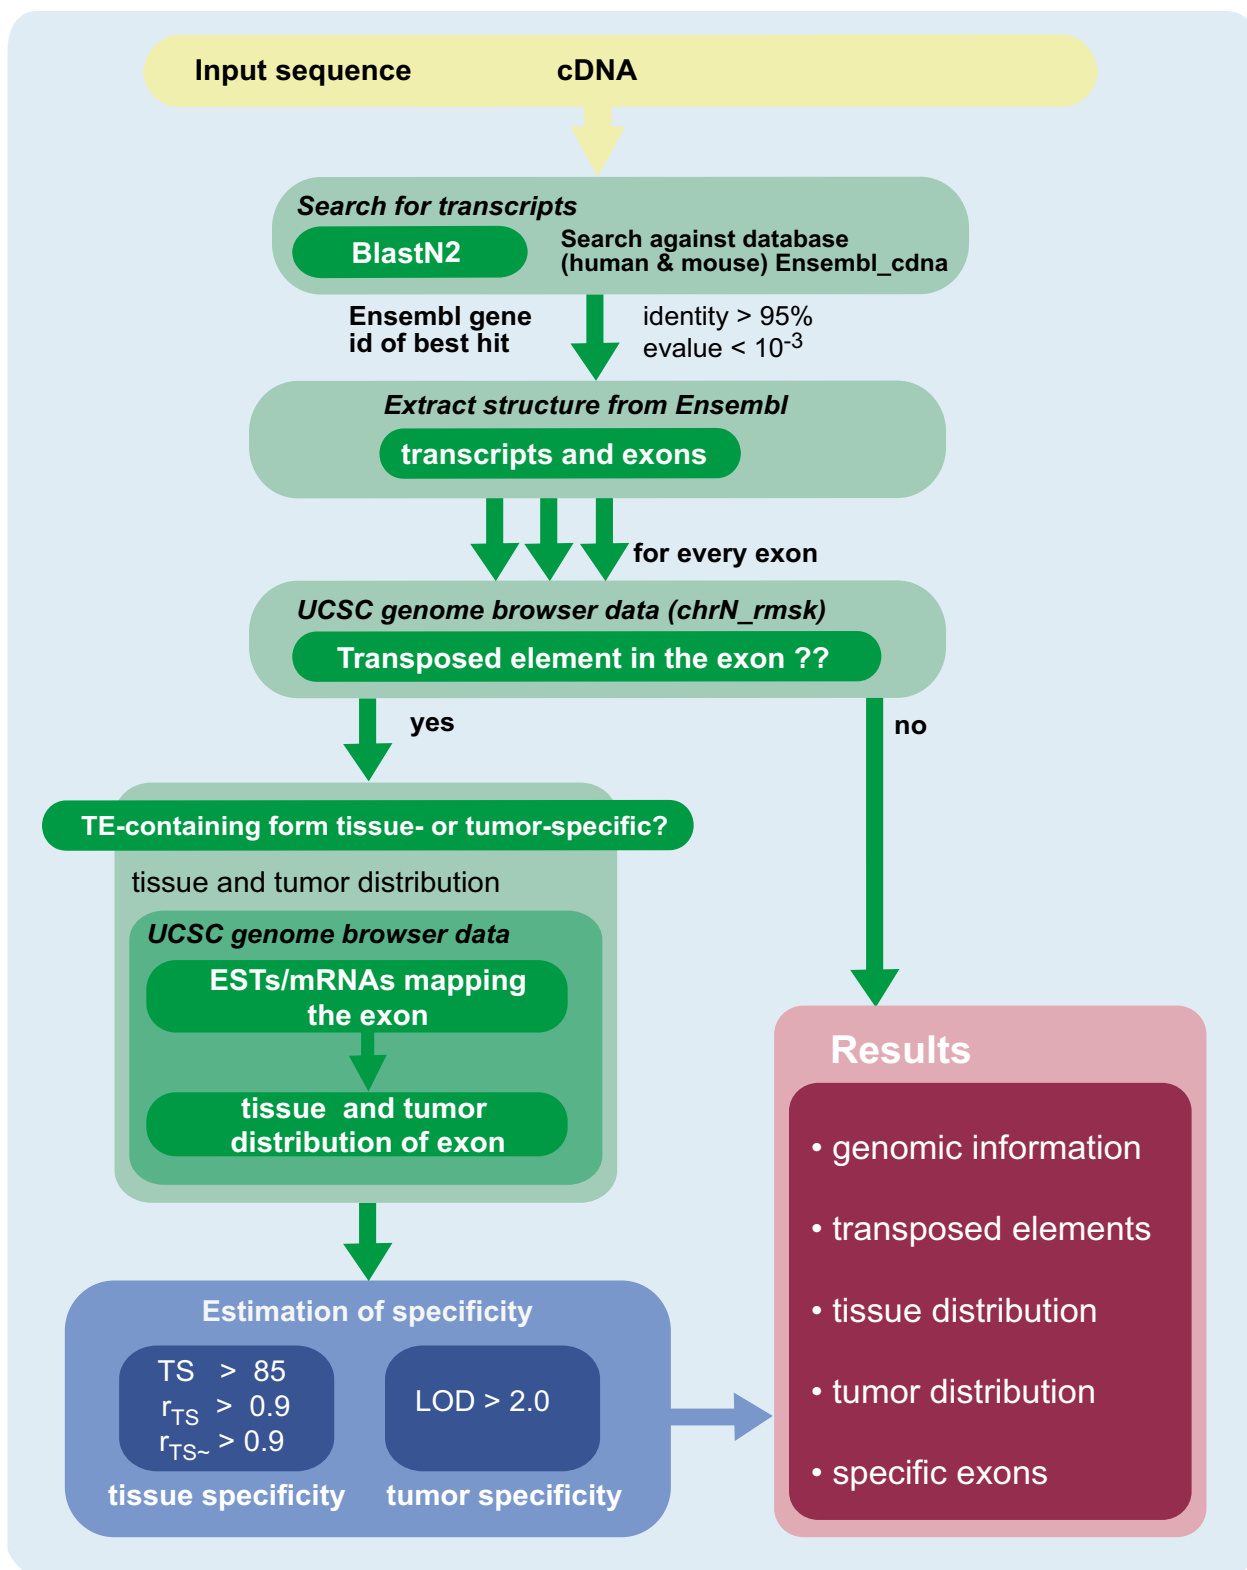 Input sequence cDNA
Search for transcripts
BlastN2
Search against database
(human & mouse) Ensembl_cdna
Ensembl gene
id of best hit
identity > 95%
evalue < 10-3
Extract structure from Ensembl
transcripts and exons
for every exon
UCSC genome browser data (chrN_rmsk)
Transposed element in the exon ??
yes
no
TE-containing form tissue- or tumor-specific?
tissue and tumor distribution
UCSC genome browser data
ESTs/mRNAs mapping
the exon
tissue and tumor
distribution of exon
Estimation of specificity
TS > 85
rTS > 0.9
rTS~ > 0.9
tissue specificity
LOD > 2.0
tumor specificity
Results
• genomic information
• transposed elements
• tissue distribution
• tumor distribution
• specific exons